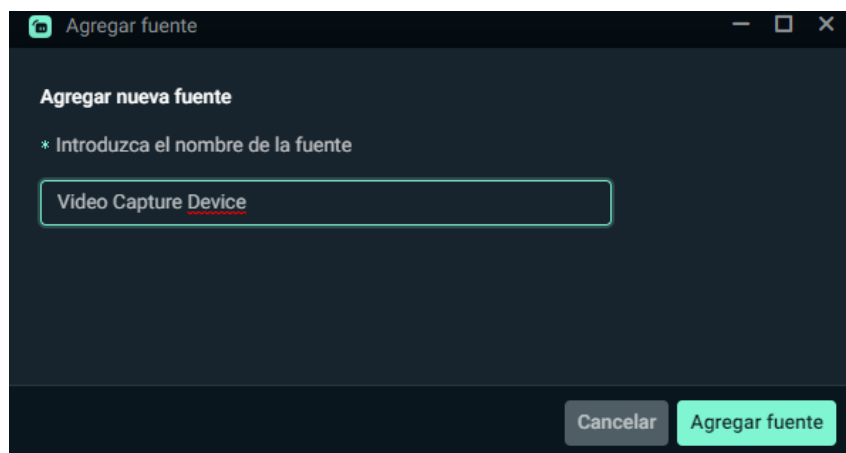 Agregar fuente
Agregar nueva fuente
* Introduzca el nombre de la fuente
Video Capture Device
Cancelar
Agregar fuente